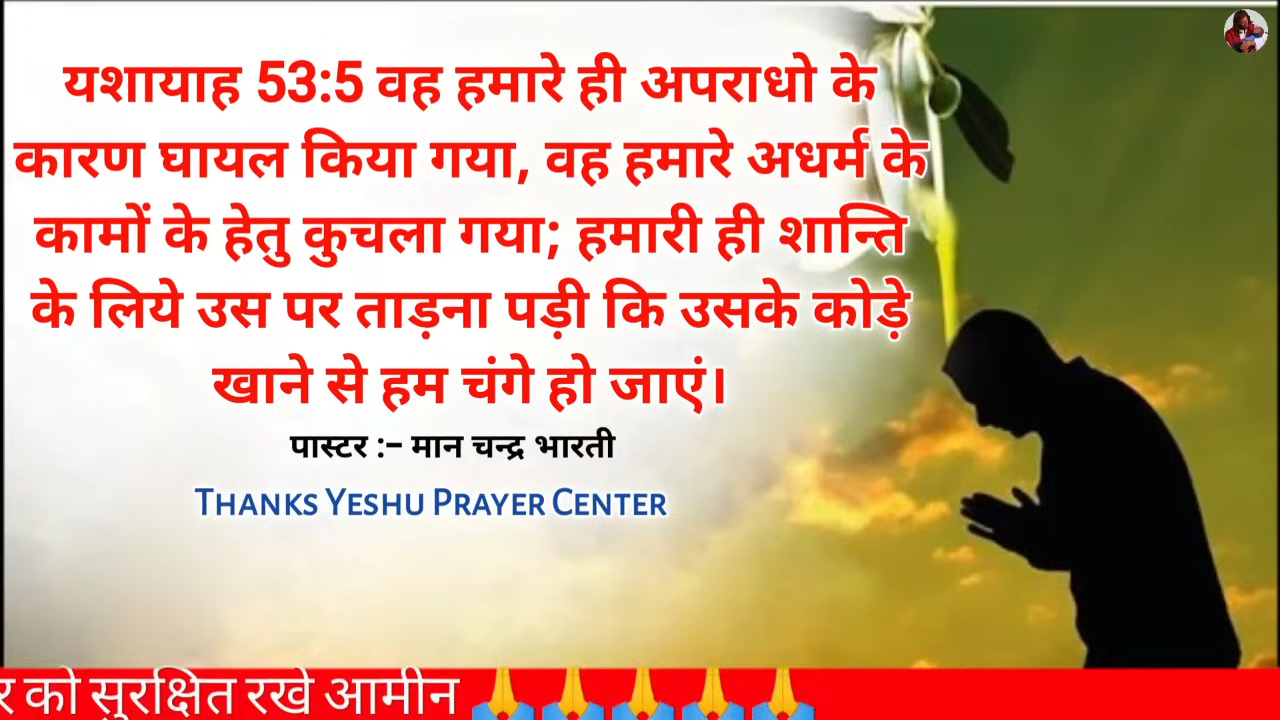 यशायाह 53:5 वह हमारे ही अपराधो के
कारण घायल किया गया, वह हमारे अधर्म के
कामों के हेतु कुचला गया; हमारी ही शान्ति
के लिये उस पर ताड़ना पड़ी कि उसके कोड़े
खाने से हम चंगे हो जाएं।
पास्टर :- मान चन्द्र भारती
THANKS YESHU PRAYER CENTER
र को सुरक्षित रखे आमीन 🙏🙏🙏🙏🙏